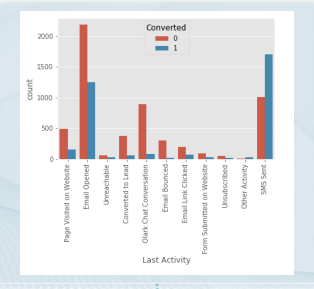 Converted
0
1
count
2000
1500
1000
500
0
Page Visited on Website
Email Opened
Unreachable
Converted to Lead
Olark Chat Conversation
Email Bounced
Email Link Clicked
Form Submitted on Website
Unsubscribed
Other Activity
SMS Sent
Last Activity